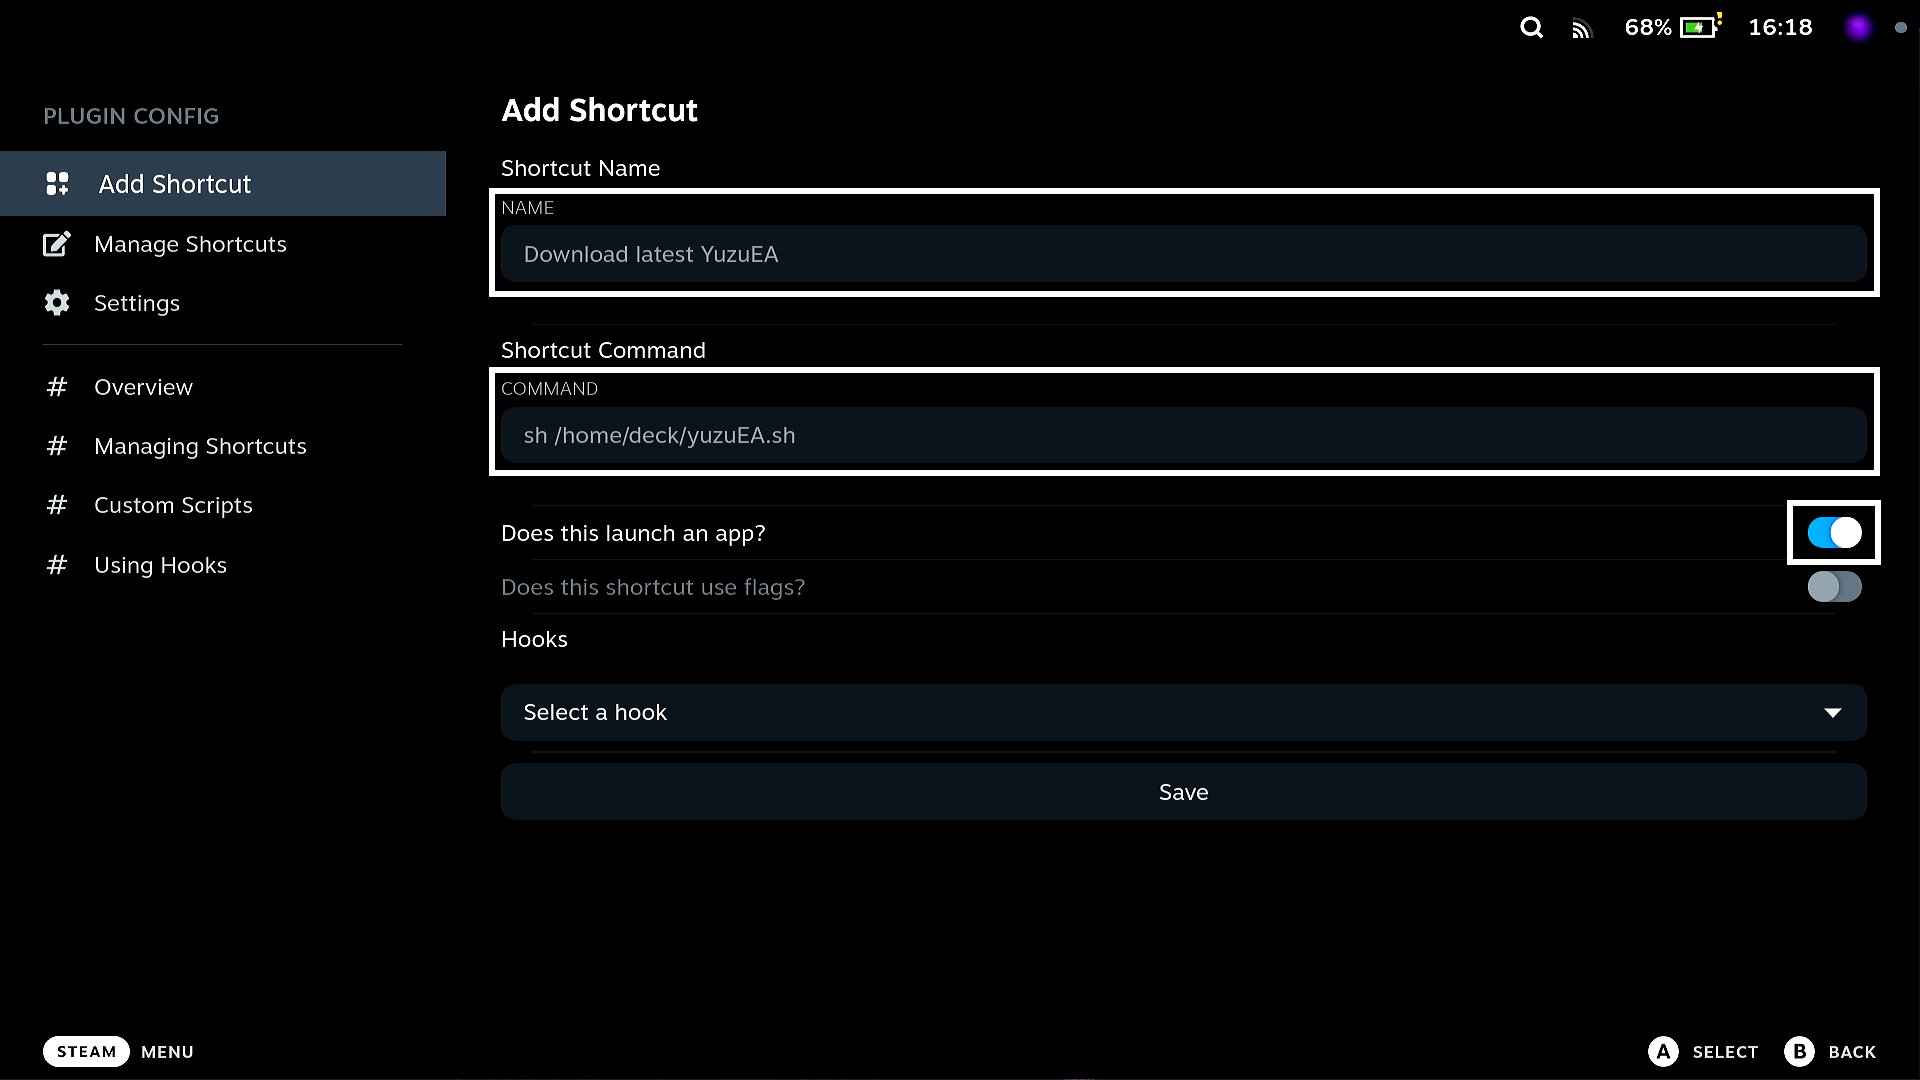 68%
16:18
PLUGIN CONFIG
Add Shortcut
Manage Shortcuts
Settings
# Overview
# Managing Shortcuts
# Custom Scripts
# Using Hooks
Add Shortcut
Shortcut Name
NAME
Download latest YuzuEA
Shortcut Command
COMMAND
sh /home/deck/yuzuEA.sh
Does this launch an app?
Does this shortcut use flags?
Hooks
Select a hook
Save
STEAM MENU
A SELECT B BACK